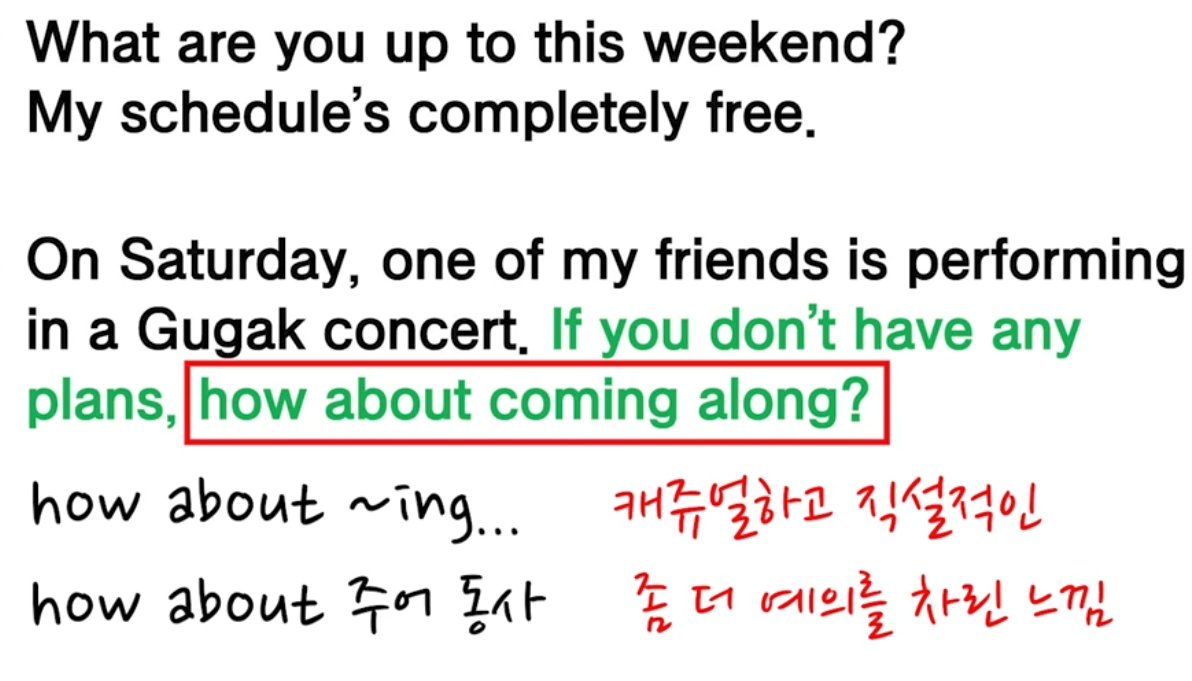 What are you up to this weekend?
My schedule's completely free.
On Saturday, one of my friends is performing
in a Gugak concert. If you don't have any
plans, how about coming along?
how about ~ing... 캐쥬얼하고 직설적인
how about 주어 동사 좀 더 예의를 차린 느낌